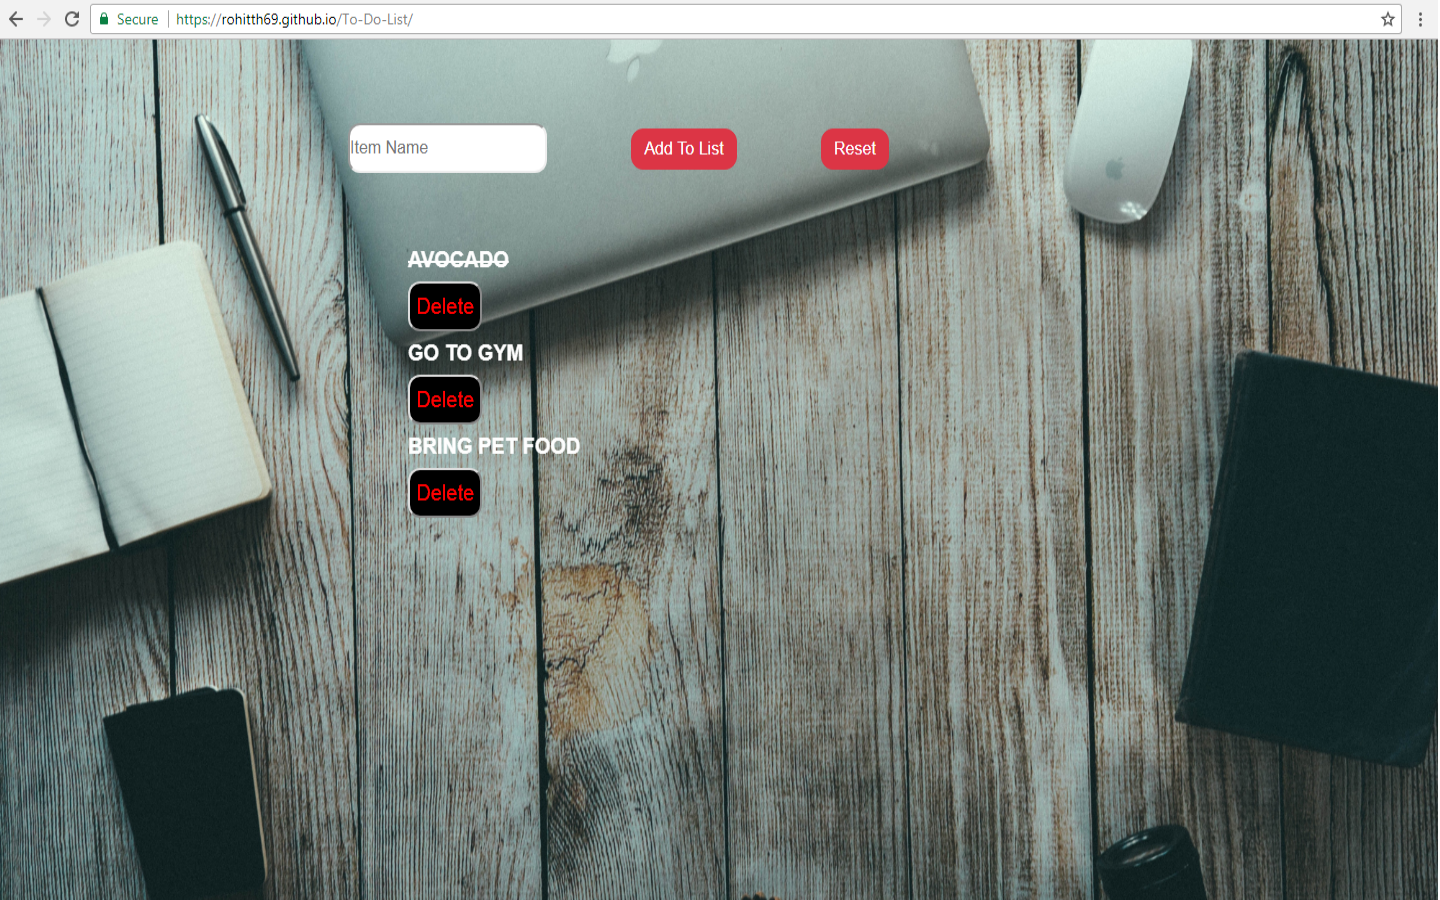 Secure https://rohitth69.github.io/To-Do-List/
Item Name Add To List Reset
AVOCADO
Delete
GO TO GYM
Delete
BRING PET FOOD
Delete